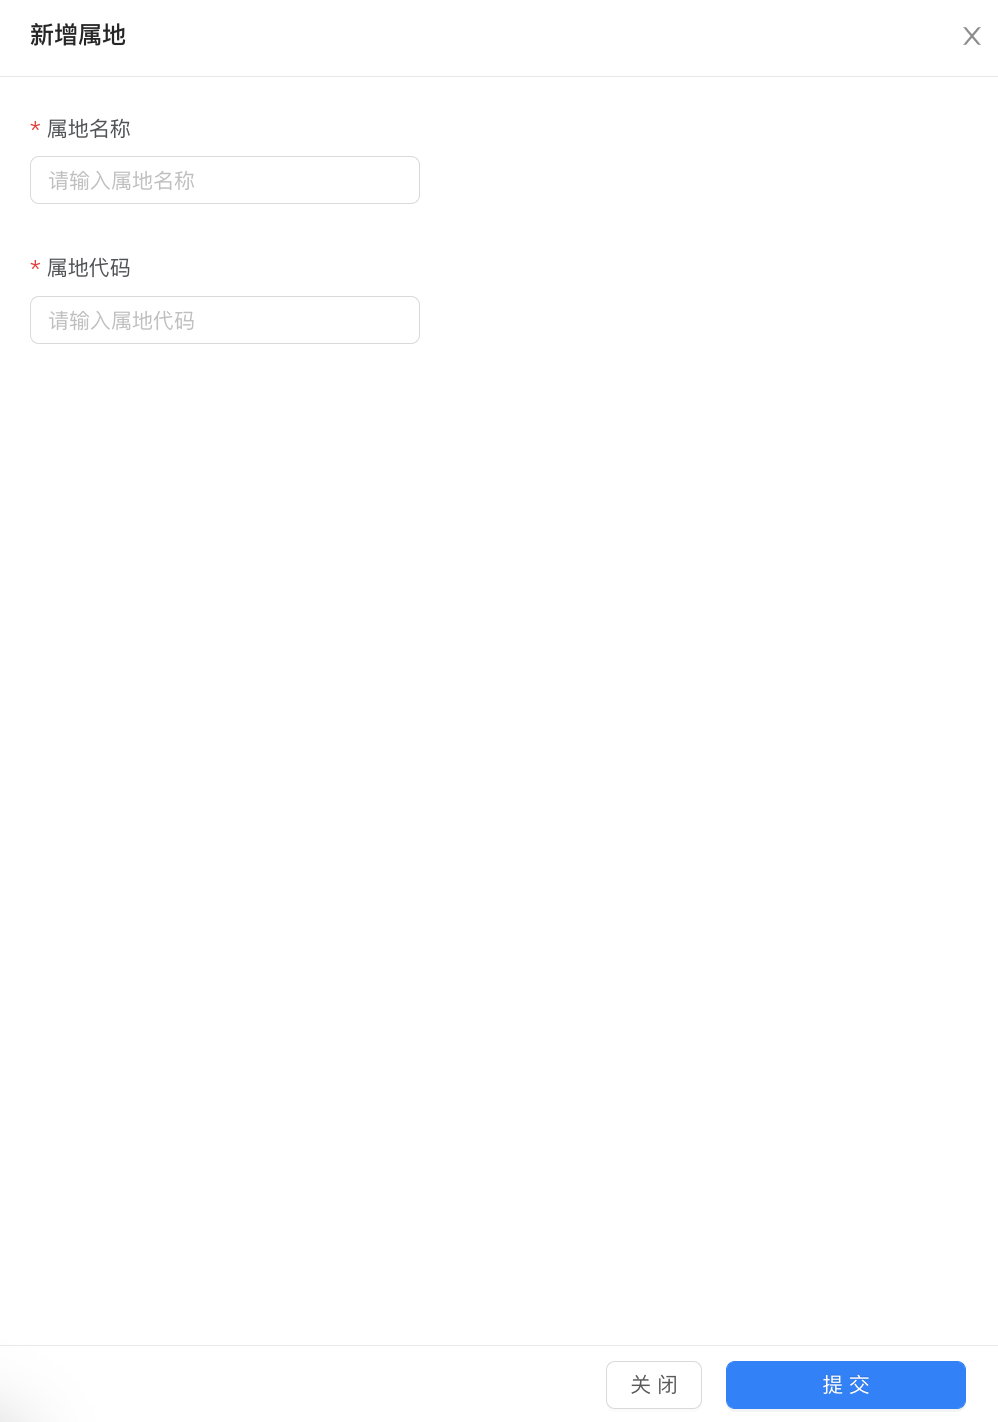 新增属地
* 属地名称
请输入属地名称
* 属地代码
请输入属地代码
关 闭
提 交